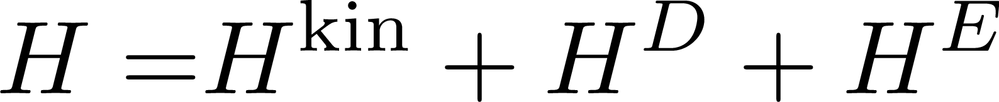 H = H^kin + H^D + H^E